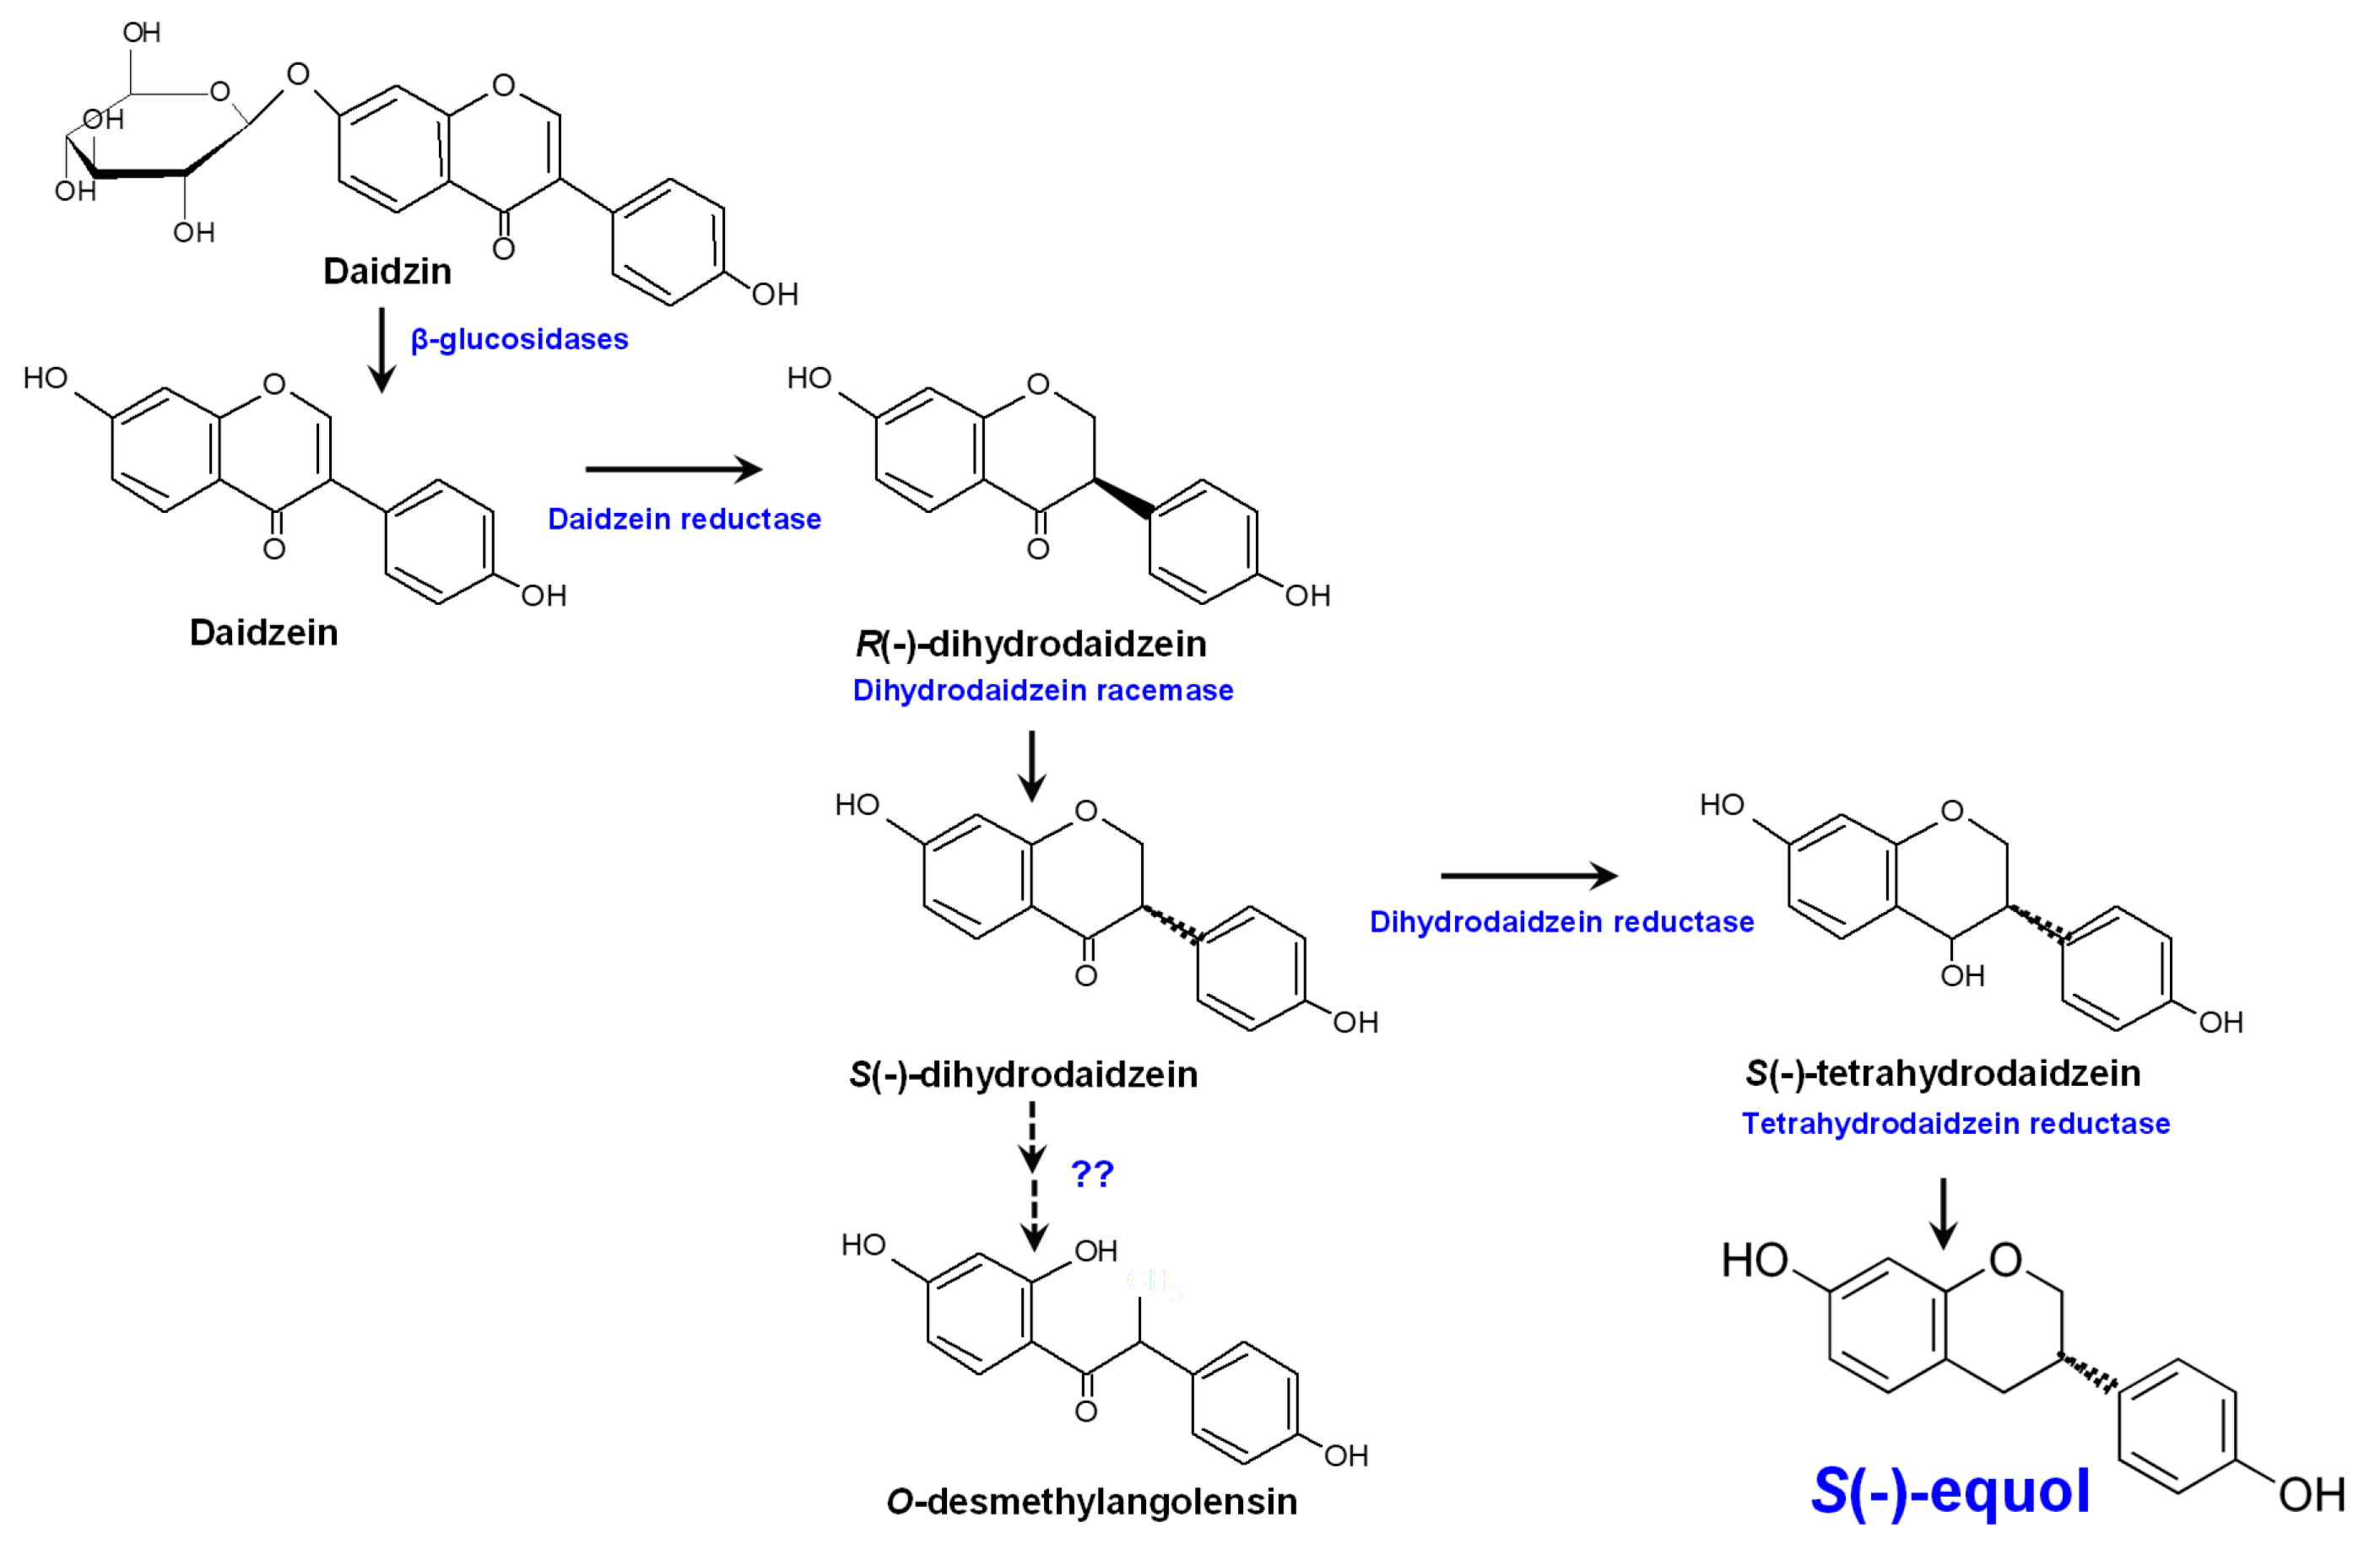 OH
O
O
O
OH
OH
OH
O
OH
Daidzin
β-glucosidases
HO
O
O
OH
Daidzein
Daidzein reductase
HO
O
O
OH
R(-)-dihydrodaidzein
Dihydrodaidzein racemase
HO
O
O
OH
S(-)-dihydrodaidzein
Dihydrodaidzein reductase
HO
O
OH
OH
S(-)-tetrahydrodaidzein
Tetrahydrodaidzein reductase
??
HO
OH
CH3
O
OH
O-desmethylangolensin
HO
O
OH
S(-)-equol